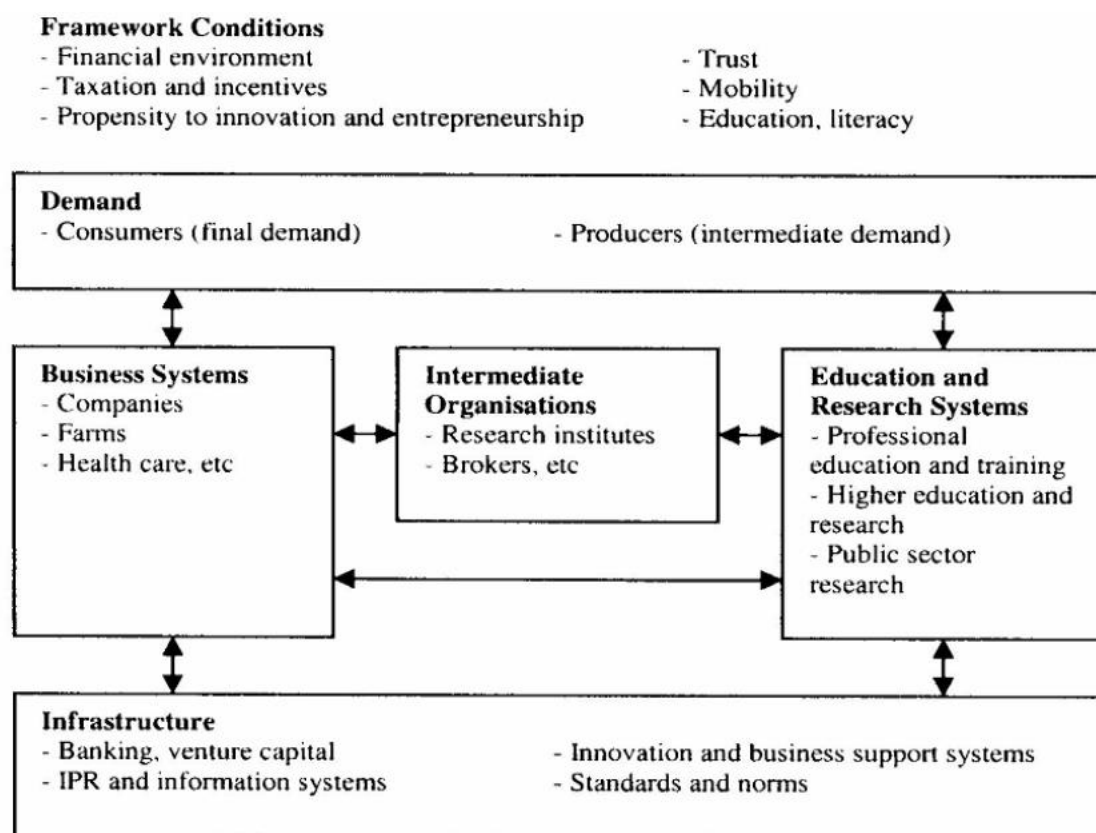 Framework Conditions
- Financial environment
- Taxation and incentives
- Propensity to innovation and entrepreneurship
- Trust
- Mobility
- Education, literacy
Demand
- Consumers (final demand)
- Producers (intermediate demand)
Business Systems
- Companies
- Farms
- Health care, etc
Intermediate
Organisations
- Research institutes
- Brokers, etc
Education and
Research Systems
- Professional
education and training
- Higher education and
research
- Public sector
research
Infrastructure
- Banking, venture capital
- IPR and information systems
- Innovation and business support systems
- Standards and norms